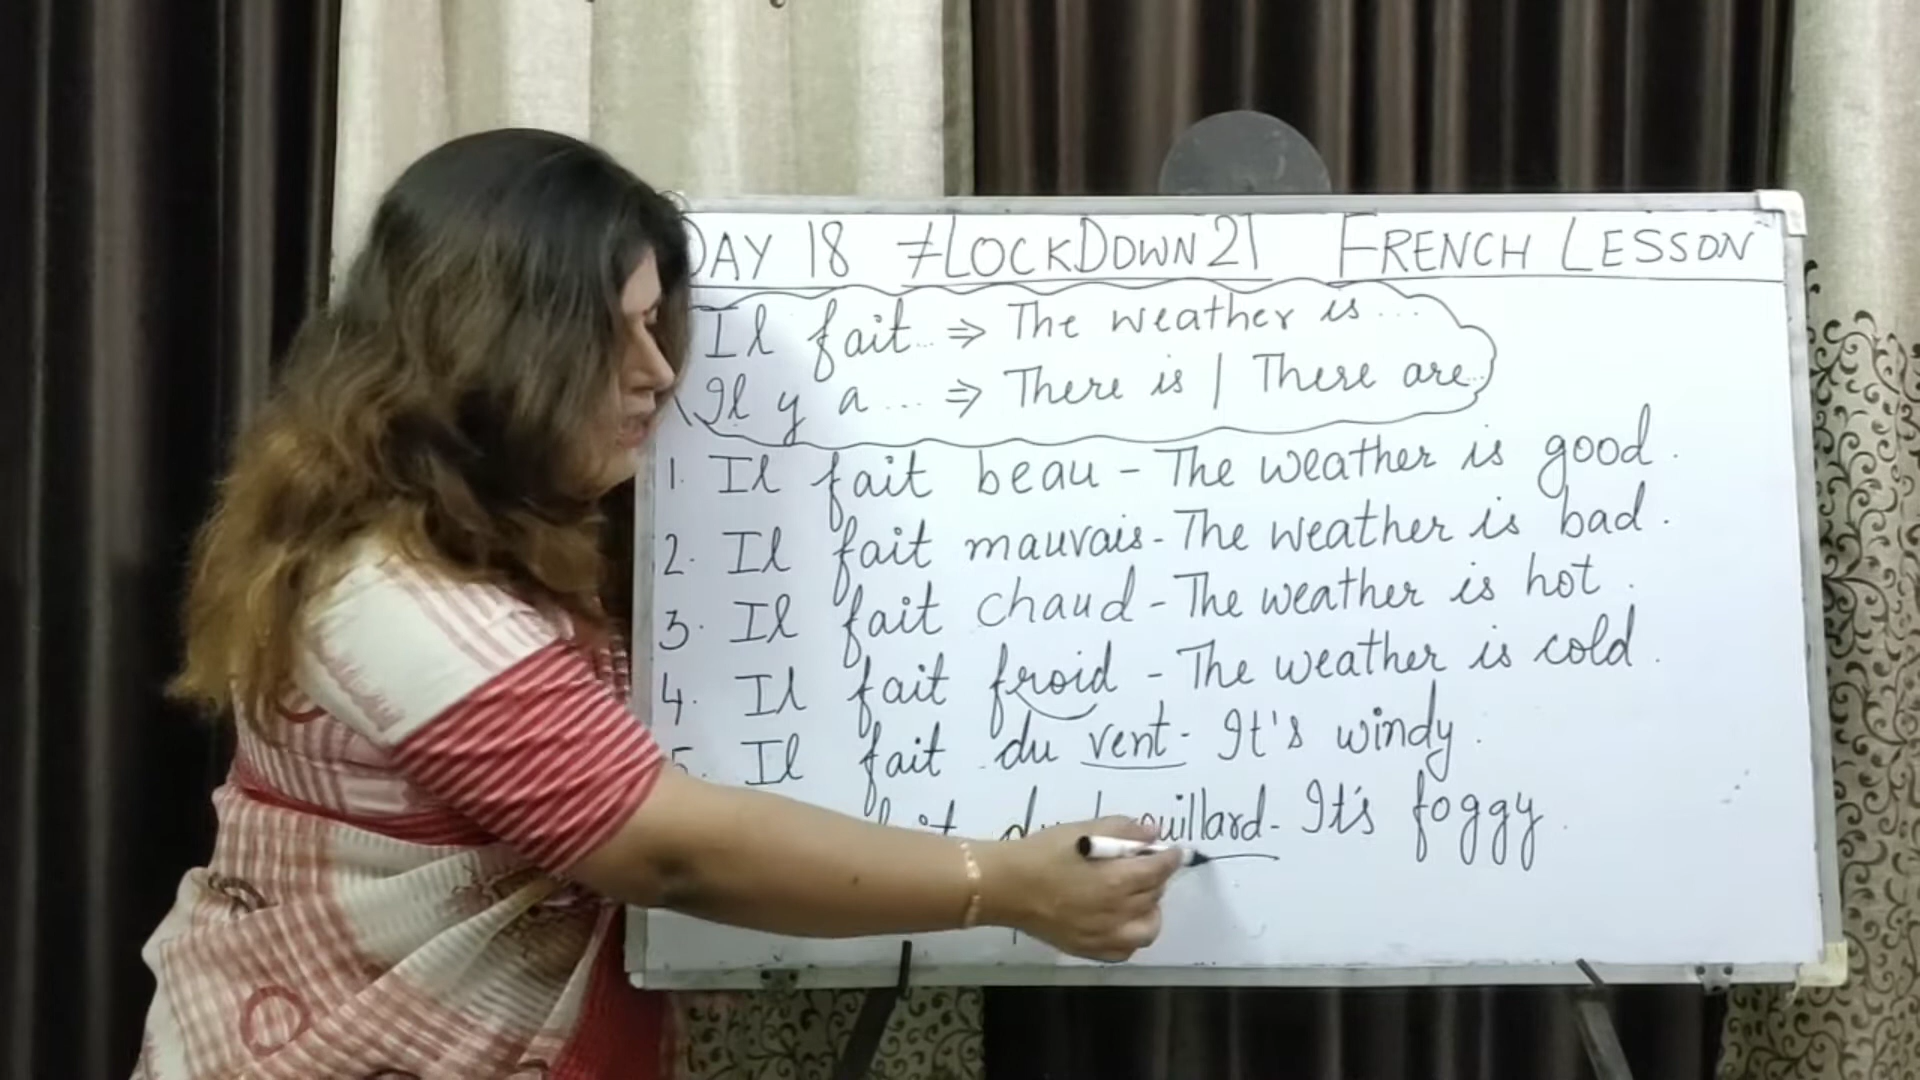 DAY 18 #LOCKDOWN21 FRENCH LESSON
Il fait... ⇒ The weather is...
Il y a... ⇒ There is | There are..
1. Il fait beau - The weather is good.
2. Il fait mauvais - The weather is bad.
3. Il fait chaud - The weather is hot.
4. Il fait froid - The weather is cold.
5. Il fait du vent - It's windy.
It's foggy.